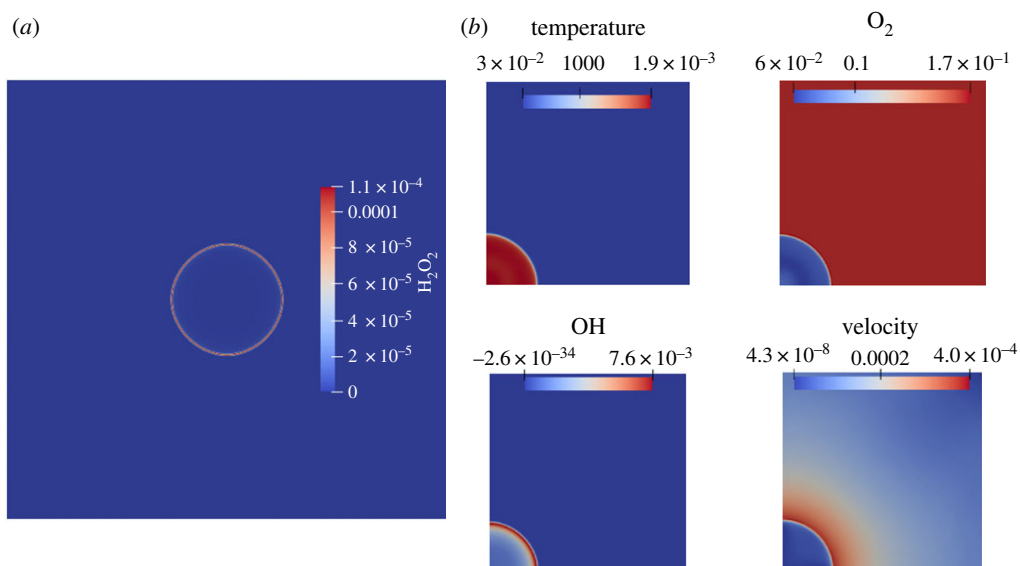 (a)
1.1 × 10⁻⁴
0.0001
8 × 10⁻⁵
6 × 10⁻⁵
4 × 10⁻⁵
2 × 10⁻⁵
0
H₂O₂
(b)
temperature
3 × 10⁻² 1000 1.9 × 10⁻³
O₂
6 × 10⁻² 0.1 1.7 × 10⁻¹
OH
−2.6 × 10⁻³⁴ 7.6 × 10⁻³
velocity
4.3 × 10⁻⁸ 0.0002 4.0 × 10⁻⁴